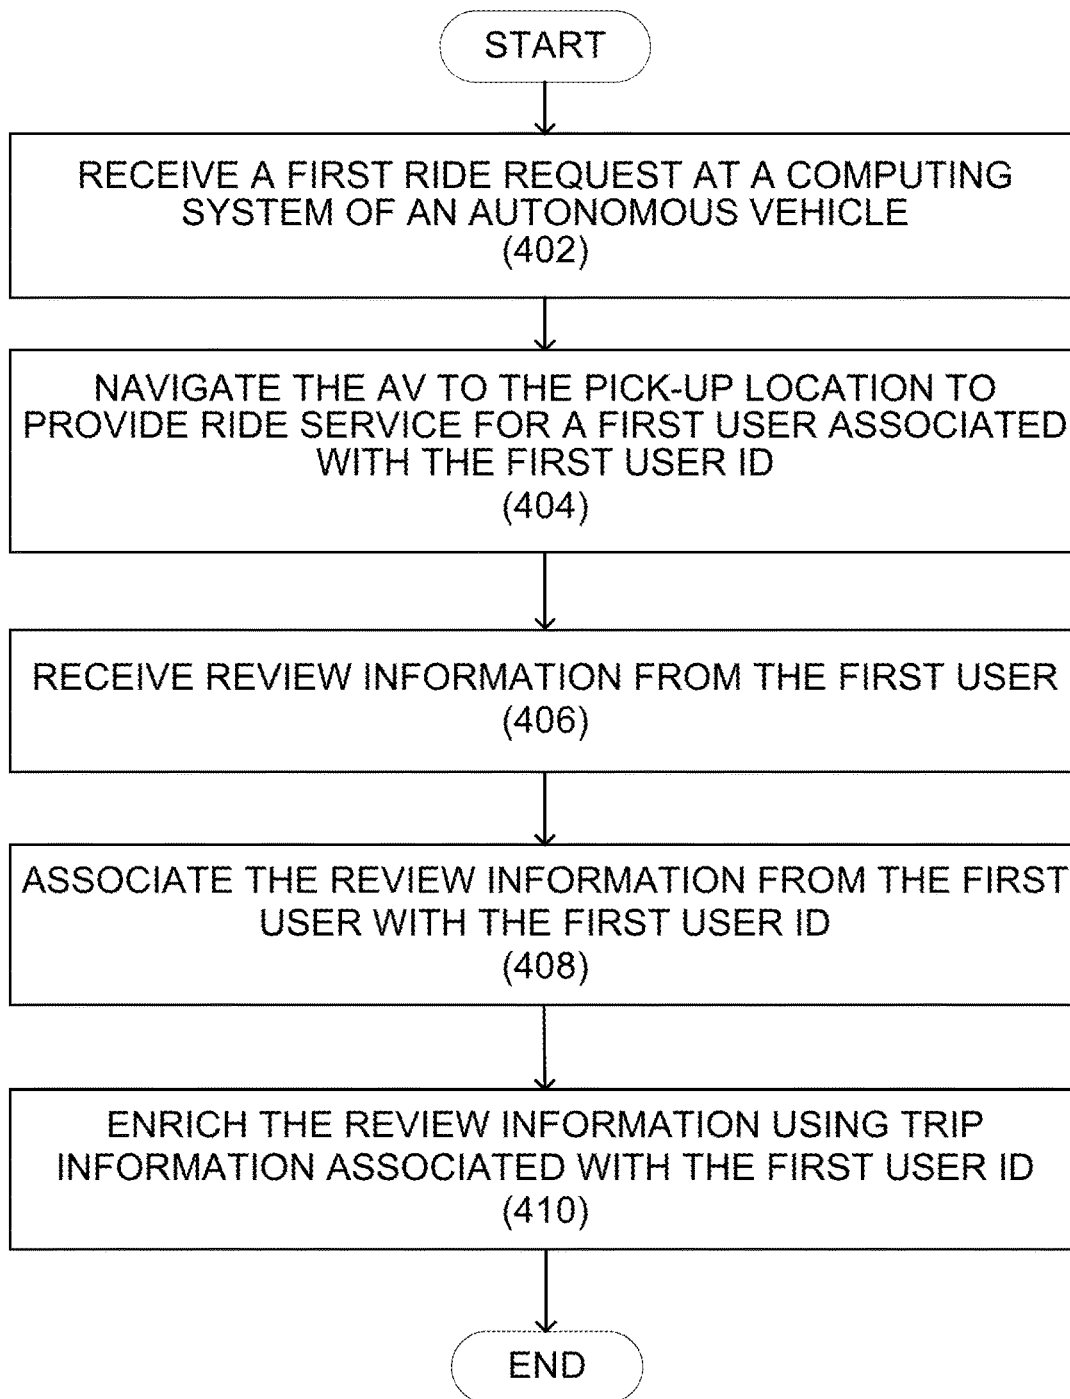 START
RECEIVE A FIRST RIDE REQUEST AT A COMPUTING
SYSTEM OF AN AUTONOMOUS VEHICLE
(402)
NAVIGATE THE AV TO THE PICK-UP LOCATION TO
PROVIDE RIDE SERVICE FOR A FIRST USER ASSOCIATED
WITH THE FIRST USER ID
(404)
RECEIVE REVIEW INFORMATION FROM THE FIRST USER
(406)
ASSOCIATE THE REVIEW INFORMATION FROM THE FIRST
USER WITH THE FIRST USER ID
(408)
ENRICH THE REVIEW INFORMATION USING TRIP
INFORMATION ASSOCIATED WITH THE FIRST USER ID
(410)
END